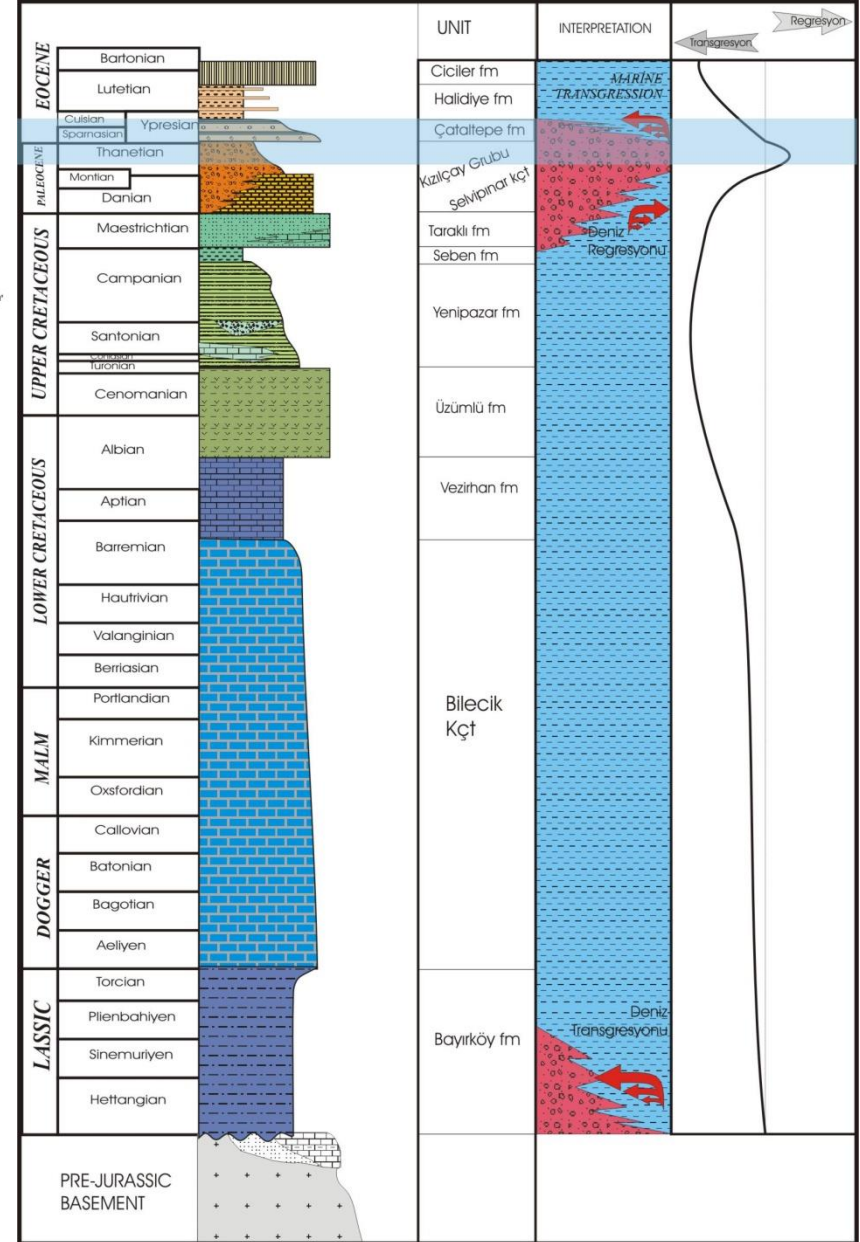 UNIT
INTERPRETATION
Regresyon
Transgresyon
EOCENE
Bartonian
Lutetian
Cuisian
Ypresian
Sparnasian
PALEOCENE
Thanetian
Montian
Danian
UPPER CRETACEOUS
Maestrichtian
Campanian
Santonian
Turonian
Cenomanian
LOWER CRETACEOUS
Albian
Aptian
Barremian
Hautrivian
Valanginian
Berriasian
MALM
Portlandian
Kimmerian
Oxsfordian
DOGGER
Callovian
Batonian
Bagotian
Aeliyen
LASSIC
Torcian
Plienbahiyen
Sinemuriyen
Hettangian
PRE-JURASSIC
BASEMENT
Ciciler fm
Halidiye fm
Çataltepe fm
Kızılçay Grubu
Selvipınar kçt
Taraklı fm
Seben fm
Yenipazar fm
Üzümlü fm
Vezirhan fm
Bilecik
Kçt
Bayırköy fm
MARINE
TRANSGRESSION
Deniz
Regresyonu
Deniz
Transgresyonu